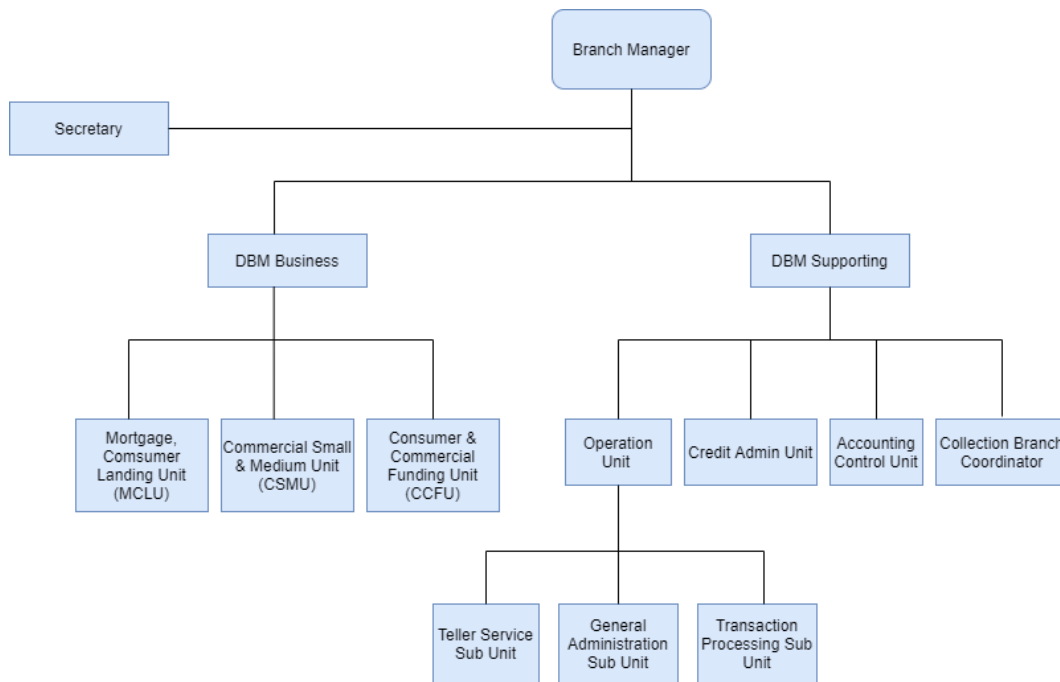 Branch Manager
Secretary
DBM Business
DBM Supporting
Mortgage,
Comsumer
Landing Unit
(MCLU)
Commercial Small
& Medium Unit
(CSMU)
Consumer &
Commercial
Funding Unit
(CCFU)
Operation
Unit
Credit Admin Unit
Accounting
Control Unit
Collection Branch
Coordinator
Teller Service
Sub Unit
General
Administration
Sub Unit
Transaction
Processing Sub
Unit